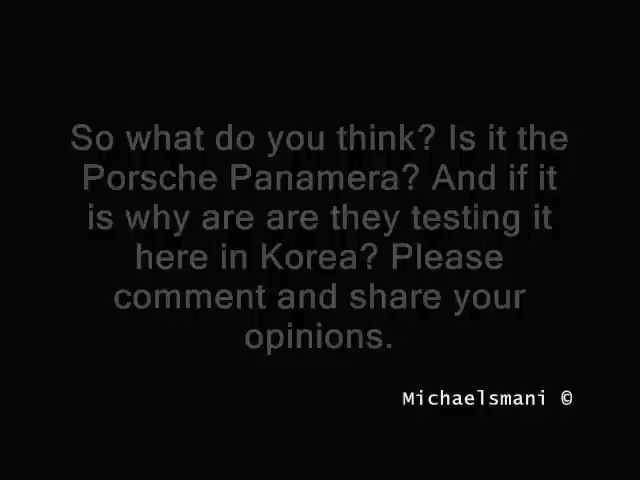 So what do you think? Is it the
Porsche Panamera? And if it
is why are are they testing it
here in Korea? Please
comment and share your
opinions.
Michaelsmani ©